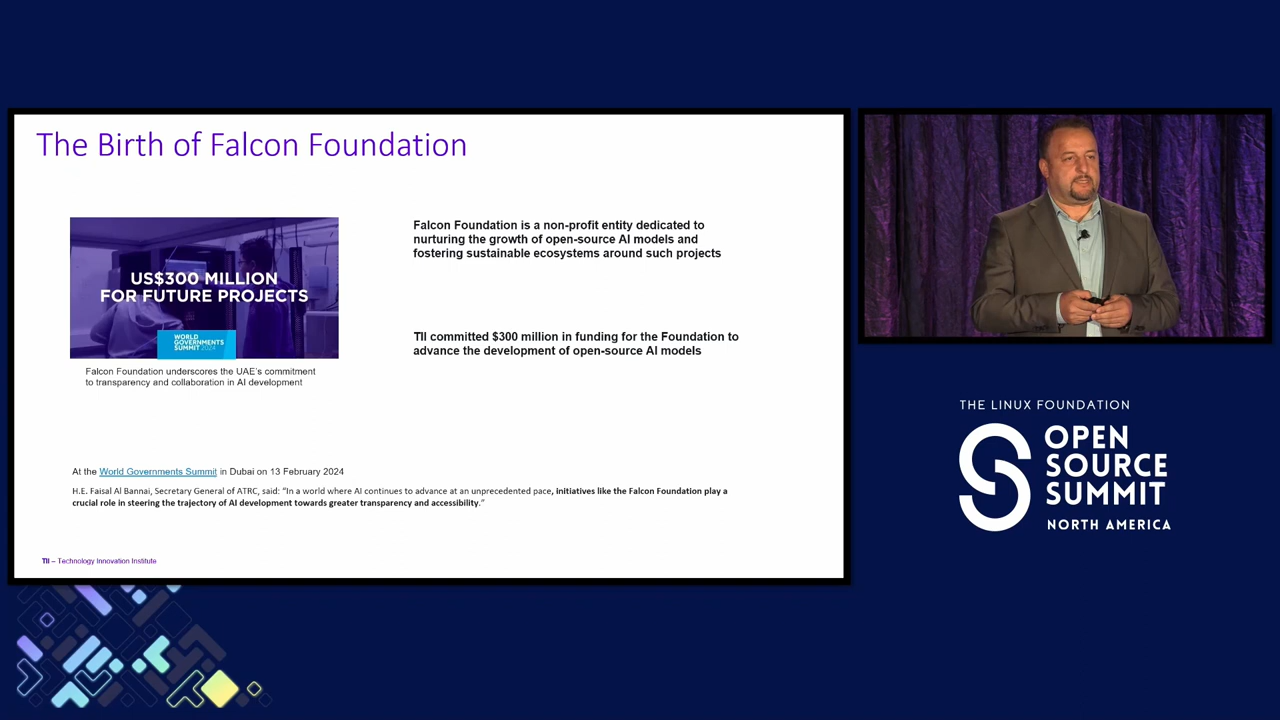 The Birth of Falcon Foundation
US$300 MILLION
FOR FUTURE PROJECTS
WORLD
GOVERNMENTS
SUMMIT 2024
Falcon Foundation underscores the UAE's commitment
to transparency and collaboration in AI development
Falcon Foundation is a non-profit entity dedicated to
nurturing the growth of open-source AI models and
fostering sustainable ecosystems around such projects
TII committed $300 million in funding for the Foundation to
advance the development of open-source AI models
At the World Governments Summit in Dubai on 13 February 2024
H.E. Faisal Al Bannai, Secretary General of ATRC, said: “In a world where AI continues to advance at an unprecedented pace, initiatives like the Falcon Foundation play a
crucial role in steering the trajectory of AI development towards greater transparency and accessibility.”
TII – Technology Innovation Institute
THE LINUX FOUNDATION
OPEN
SOURCE
SUMMIT
NORTH AMERICA